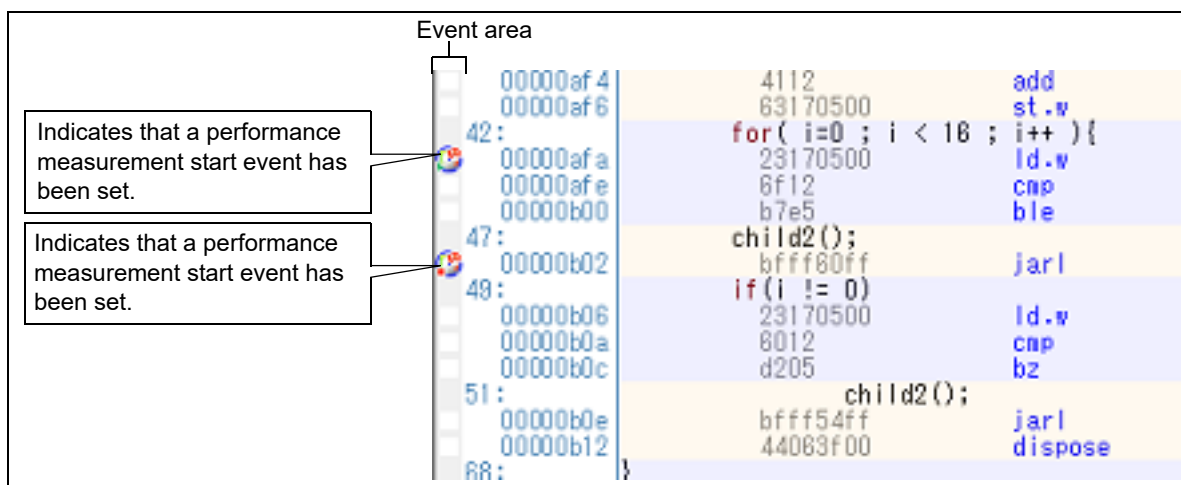 Event area
00000af4 4112 add
00000af6 63170500 st.w
42: for( i=0 ; i < 16 ; i++ ){
Indicates that a performance
measurement start event has
been set.
00000afa 23170500 ld.w
00000afe 6f12 cmp
00000b00 b7e5 ble
47: child2();
Indicates that a performance
measurement start event has
been set.
00000b02 bfff60ff jarl
49: if(i != 0)
00000b06 23170500 ld.w
00000b0a 6012 cmp
00000b0c d205 bz
51: child2();
00000b0e bfff54ff jarl
00000b12 44063f00 dispose
68: }